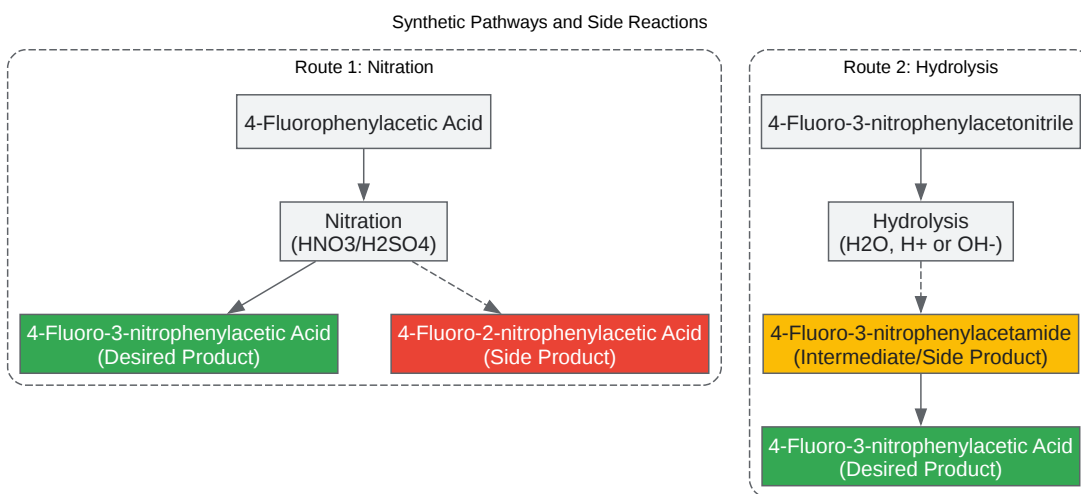 Synthetic Pathways and Side Reactions
Route 1: Nitration
4-Fluorophenylacetic Acid
Nitration
(HNO3/H2SO4)
4-Fluoro-3-nitrophenylacetic Acid
(Desired Product)
4-Fluoro-2-nitrophenylacetic Acid
(Side Product)
Route 2: Hydrolysis
4-Fluoro-3-nitrophenylacetonitrile
Hydrolysis
(H2O, H+ or OH-)
4-Fluoro-3-nitrophenylacetamide
(Intermediate/Side Product)
4-Fluoro-3-nitrophenylacetic Acid
(Desired Product)